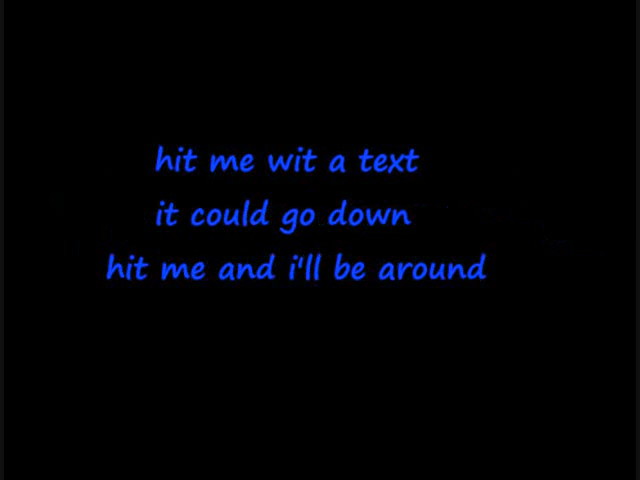 hit me wit a text
it could go down
hit me and i'll be around